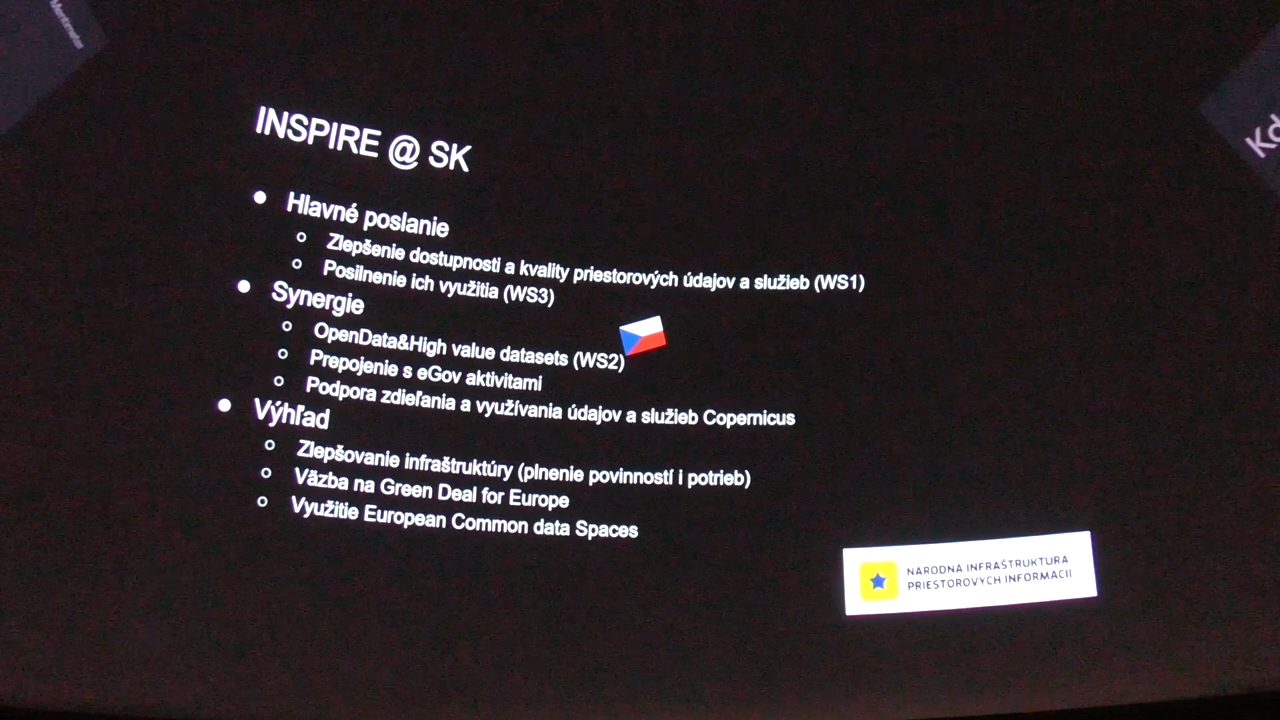 Mentimeter
INSPIRE @ SK
Hlavné poslanie
Zlepšenie dostupnosti a kvality priestorových údajov a služieb (WS1)
Posilnenie ich využitia (WS3)
Synergie
OpenData&High value datasets (WS2)
Prepojenie s eGov aktivitami
Podpora zdieľania a využívania údajov a služieb Copernicus
Výhľad
Zlepšovanie infraštruktúry (plnenie povinností i potrieb)
Väzba na Green Deal for Europe
Využitie European Common data Spaces
NÁRODNÁ INFRAŠTRUKTÚRA
PRIESTOROVÝCH INFORMÁCIÍ